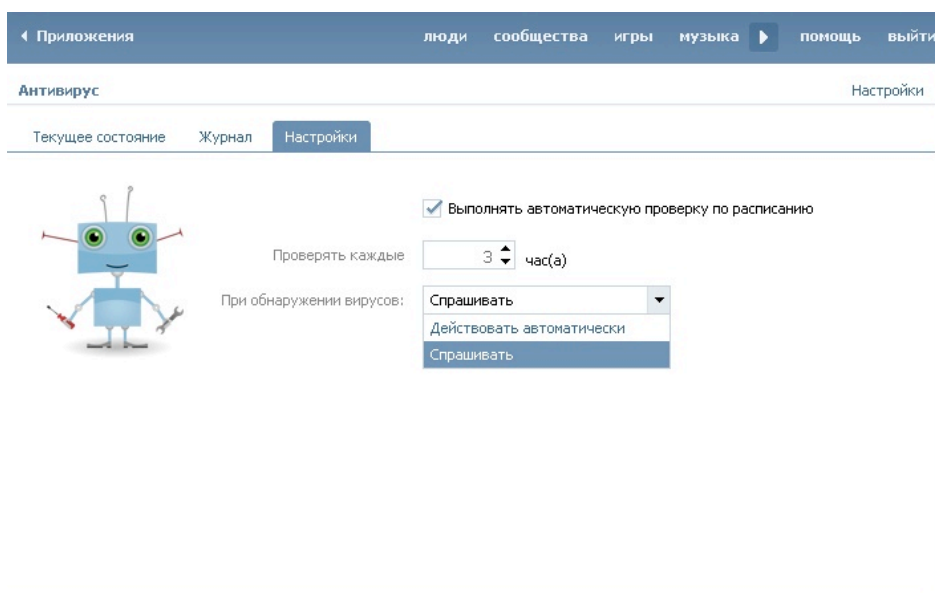 Приложения люди сообщества игры музыка помощь выйти
Антивирус Настройки
Текущее состояние Журнал Настройки
Выполнять автоматическую проверку по расписанию
Проверять каждые 3 час(а)
При обнаружении вирусов: Спрашивать
Действовать автоматически
Спрашивать